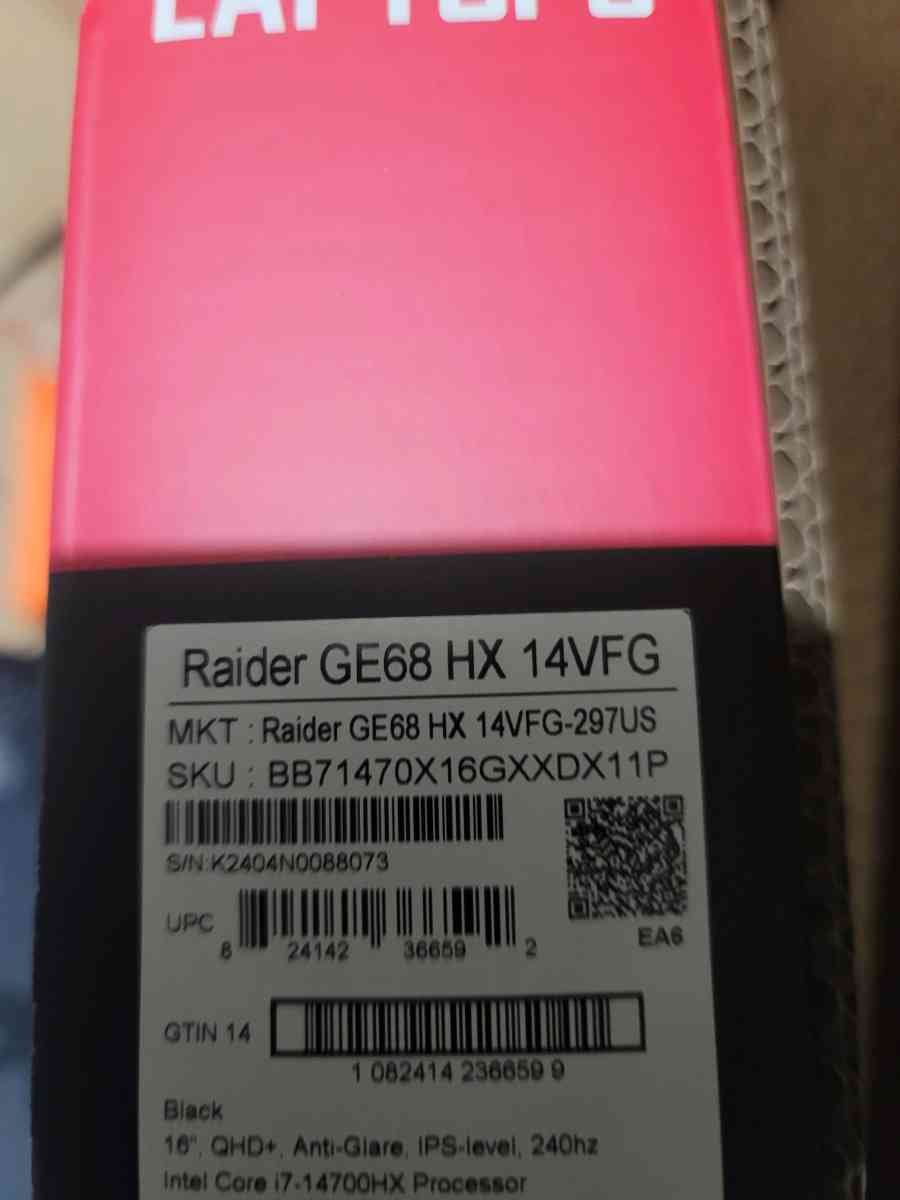 LAPTOPS
Raider GE68 HX 14VFG
MKT : Raider GE68 HX 14VFG-297US
SKU : BB71470X16GXXDX11P
S/N:K2404N0088073
UPC
8 24142 36659 2
EA6
GTIN 14
1 082414 236659 9
Black
16", QHD+, Anti-Glare, IPS-level, 240hz
Intel Core i7-14700HX Processor